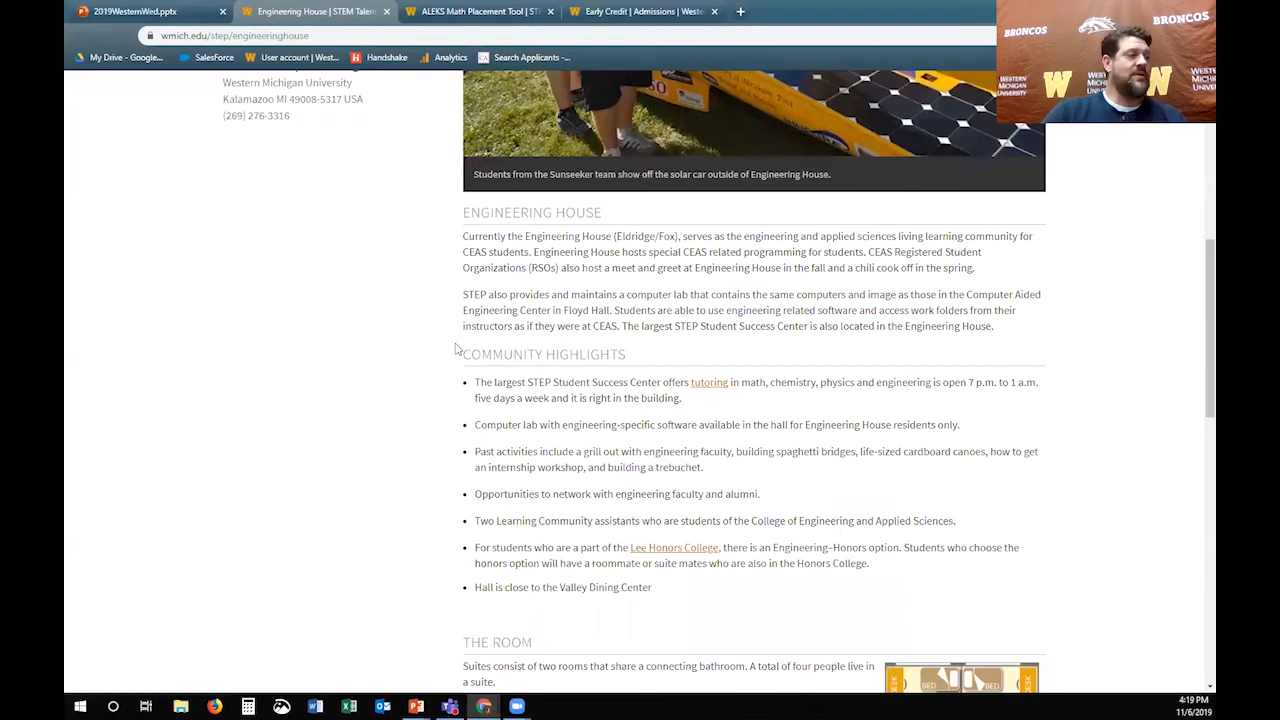 2019WesternWed.pptx
Engineering House | STEM Talen
ALEKS Math Placement Tool | ST
Early Credit | Admissions | Weste
wmich.edu/step/engineeringhouse
My Drive - Google...
SalesForce
User account | West...
Handshake
Analytics
Search Applicants -...
BRONCOS
BRONCOS
WESTERN
MICHIGAN
UNIVERSITY
W
W
Western Michigan University
Kalamazoo MI 49008-5317 USA
(269) 276-3316
Students from the Sunseeker team show off the solar car outside of Engineering House.
ENGINEERING HOUSE
Currently the Engineering House (Eldridge/Fox), serves as the engineering and applied sciences living learning community for
CEAS students. Engineering House hosts special CEAS related programming for students. CEAS Registered Student
Organizations (RSOs) also host a meet and greet at Engineering House in the fall and a chili cook off in the spring.
STEP also provides and maintains a computer lab that contains the same computers and image as those in the Computer Aided
Engineering Center in Floyd Hall. Students are able to use engineering related software and access work folders from their
instructors as if they were at CEAS. The largest STEP Student Success Center is also located in the Engineering House.
COMMUNITY HIGHLIGHTS
• The largest STEP Student Success Center offers tutoring in math, chemistry, physics and engineering is open 7 p.m. to 1 a.m.
five days a week and it is right in the building.
• Computer lab with engineering-specific software available in the hall for Engineering House residents only.
• Past activities include a grill out with engineering faculty, building spaghetti bridges, life-sized cardboard canoes, how to get
an internship workshop, and building a trebuchet.
• Opportunities to network with engineering faculty and alumni.
• Two Learning Community assistants who are students of the College of Engineering and Applied Sciences.
• For students who are a part of the Lee Honors College, there is an Engineering–Honors option. Students who choose the
honors option will have a roommate or suite mates who are also in the Honors College.
• Hall is close to the Valley Dining Center
THE ROOM
Suites consist of two rooms that share a connecting bathroom. A total of four people live in
a suite.
BED
BED
DESK
DESK
4:19 PM
11/6/2019